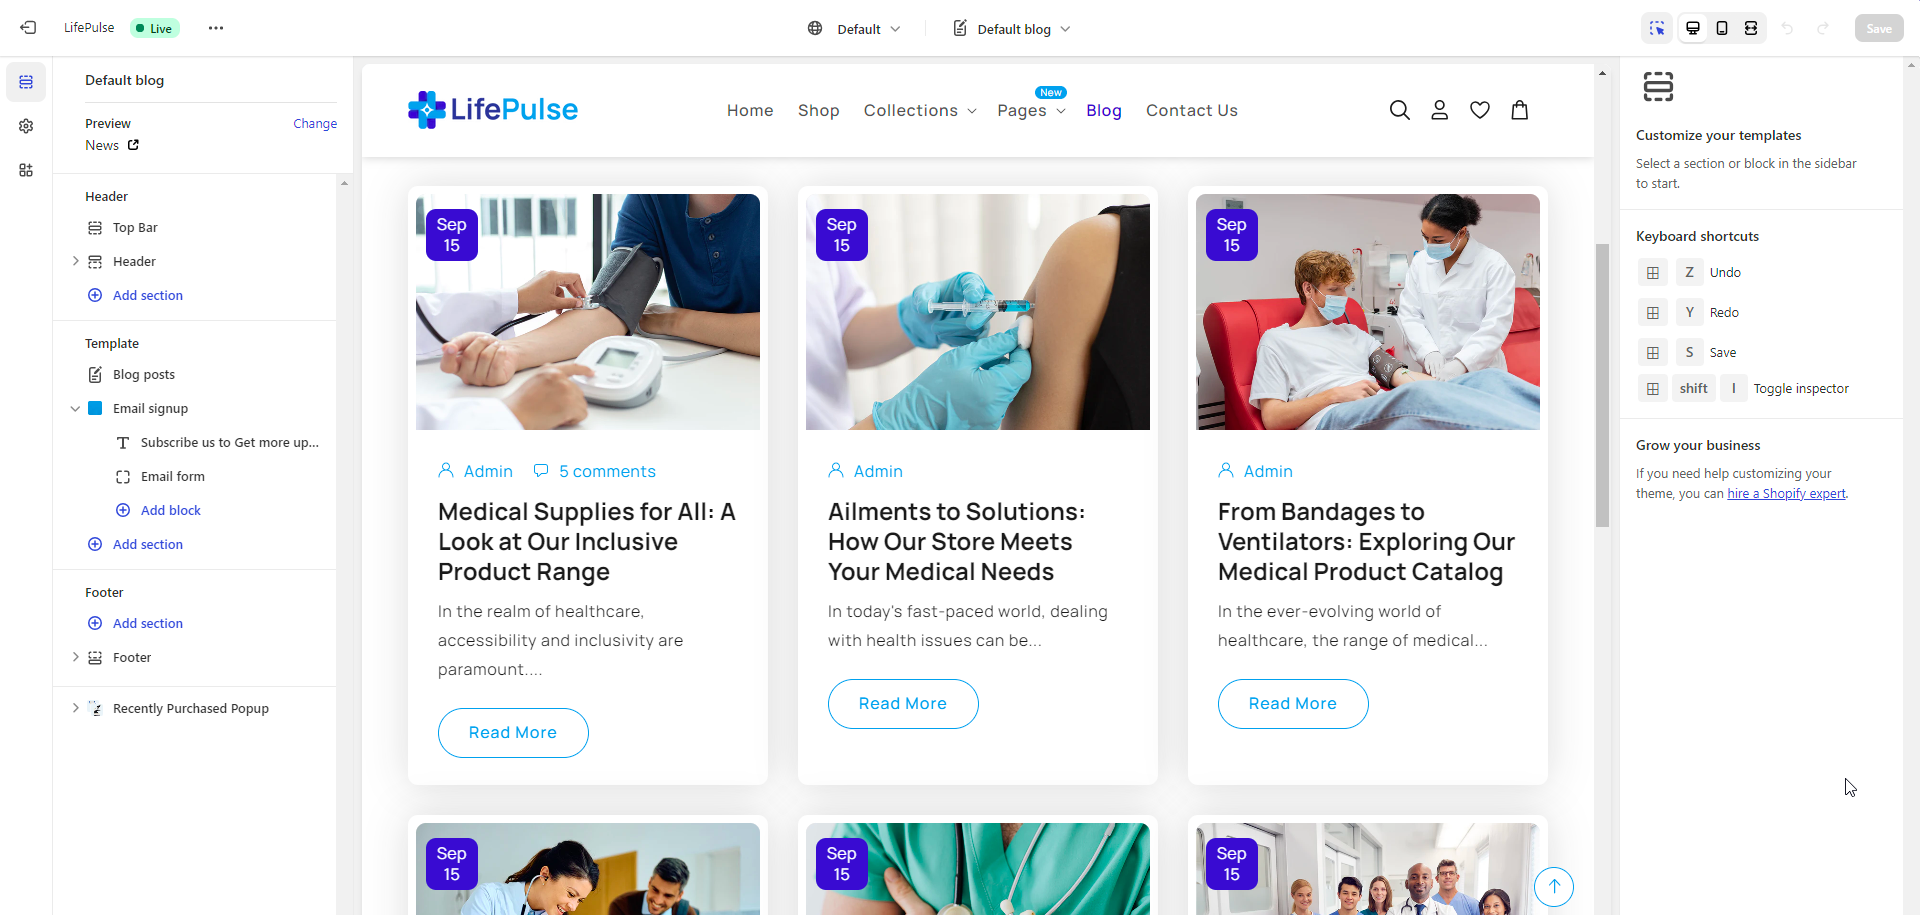 LifePulse
Live
Default
Default blog
Save
Default blog
Preview
Change
News
Header
Top Bar
Header
Add section
Template
Blog posts
Email signup
Subscribe us to Get more up...
Email form
Add block
Add section
Footer
Add section
Footer
Recently Purchased Popup
LifePulse
Home
Shop
Collections
Pages
New
Blog
Contact Us
Sep
15
Admin
5 comments
Medical Supplies for All: A
Look at Our Inclusive
Product Range
In the realm of healthcare,
accessibility and inclusivity are
paramount....
Read More
Sep
15
Admin
Ailments to Solutions:
How Our Store Meets
Your Medical Needs
In today's fast-paced world, dealing
with health issues can be...
Read More
Sep
15
Admin
From Bandages to
Ventilators: Exploring Our
Medical Product Catalog
In the ever-evolving world of
healthcare, the range of medical...
Read More
Sep
15
Sep
15
Sep
15
Customize your templates
Select a section or block in the sidebar
to start.
Keyboard shortcuts
Z Undo
Y Redo
S Save
shift I Toggle inspector
Grow your business
If you need help customizing your
theme, you can hire a Shopify expert.